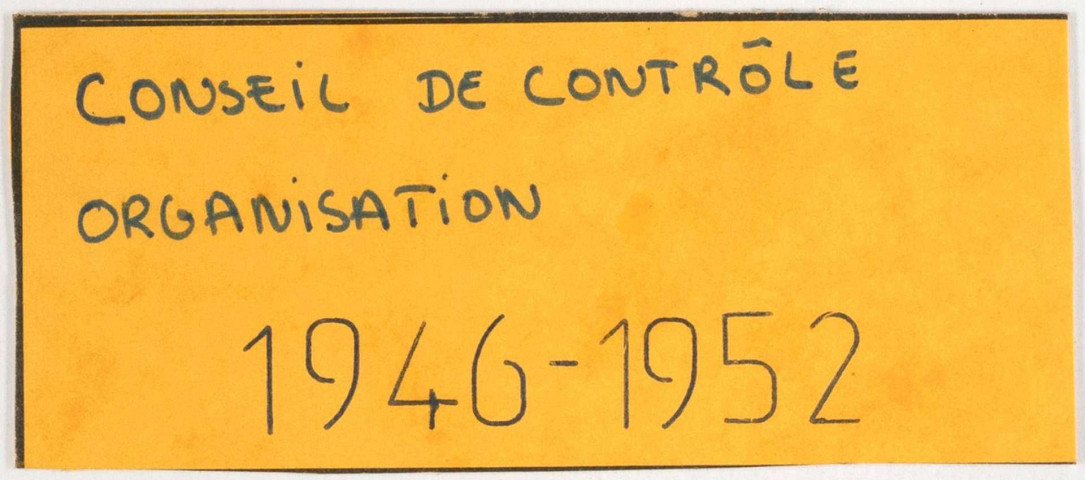 CONSEIL DE CONTRÔLE
ORGANISATION
1946-1952